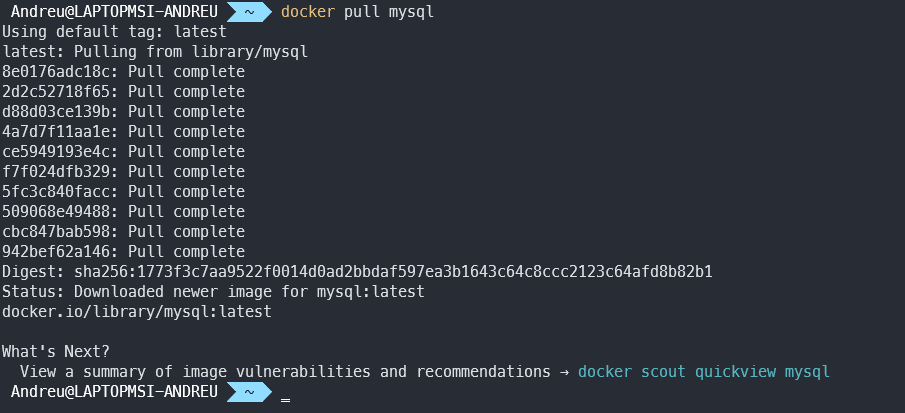 Andreu@LAPTOPMSI-ANDREU ~ docker pull mysql
Using default tag: latest
latest: Pulling from library/mysql
8e0176adc18c: Pull complete
2d2c52718f65: Pull complete
d88d03ce139b: Pull complete
4a7d7f11aa1e: Pull complete
ce5949193e4c: Pull complete
f7f024dfb329: Pull complete
5fc3c840facc: Pull complete
509068e49488: Pull complete
cbc847bab598: Pull complete
942bef62a146: Pull complete
Digest: sha256:1773f3c7aa9522f0014d0ad2bbdaf597ea3b1643c64c8ccc2123c64afd8b82b1
Status: Downloaded newer image for mysql:latest
docker.io/library/mysql:latest

What's Next?
  View a summary of image vulnerabilities and recommendations → docker scout quickview mysql
Andreu@LAPTOPMSI-ANDREU ~ _